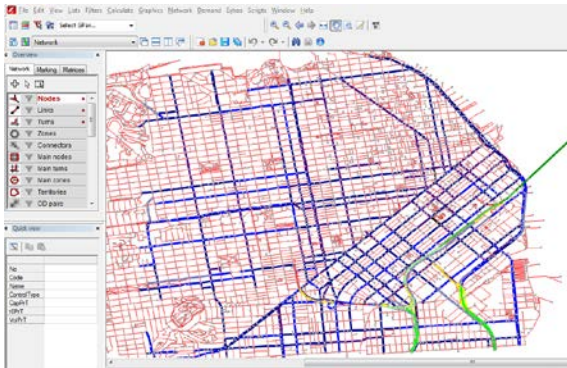 File Edit View Lists Filters Calculate Graphics Network Demand Extras Scripts Window Help
Network
Overview
Network Marking Matrices
Nodes
Links
Turns
Zones
Connectors
Main nodes
Main turns
Main zones
Territories
OD pairs
Quick view
No
Code
Name
ControlType
CapPrT